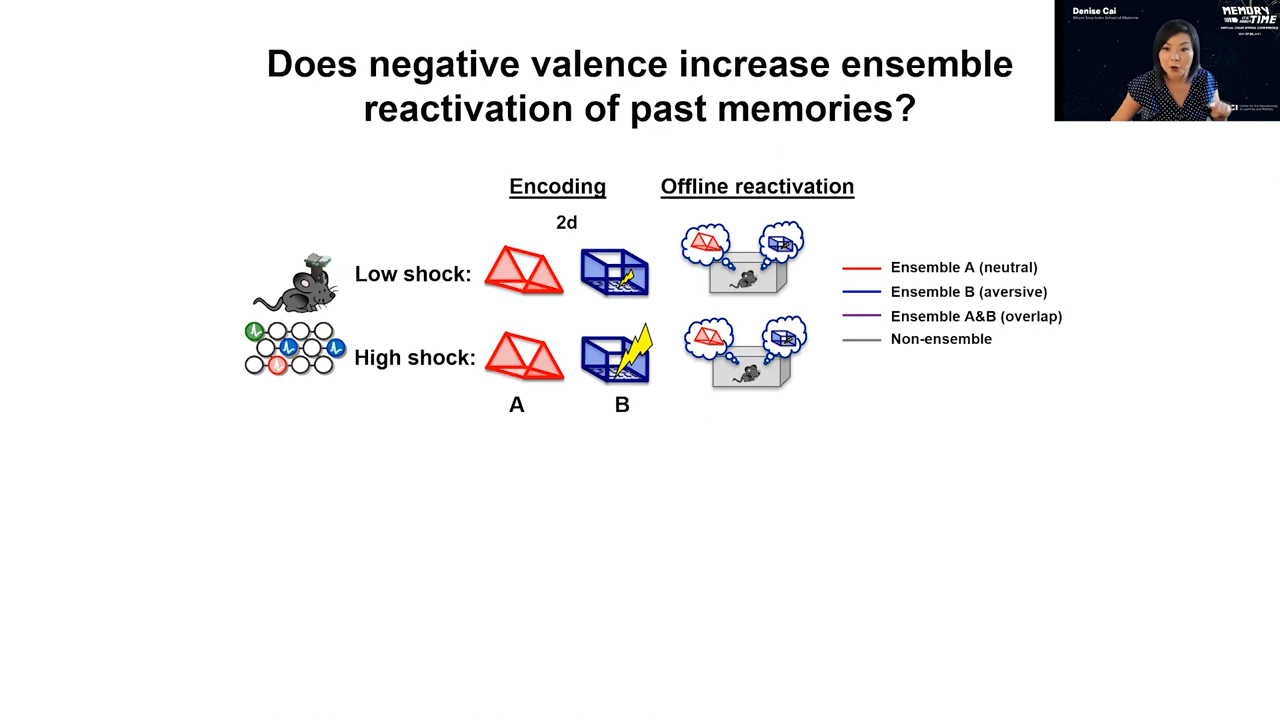 Does negative valence increase ensemble
reactivation of past memories?
Denise Cai
Mount Sinai Icahn School of Medicine
MEMORY
TIME
Encoding
Offline reactivation
2d
Low shock:
High shock:
A
B
Ensemble A (neutral)
Ensemble B (aversive)
Ensemble A&B (overlap)
Non-ensemble